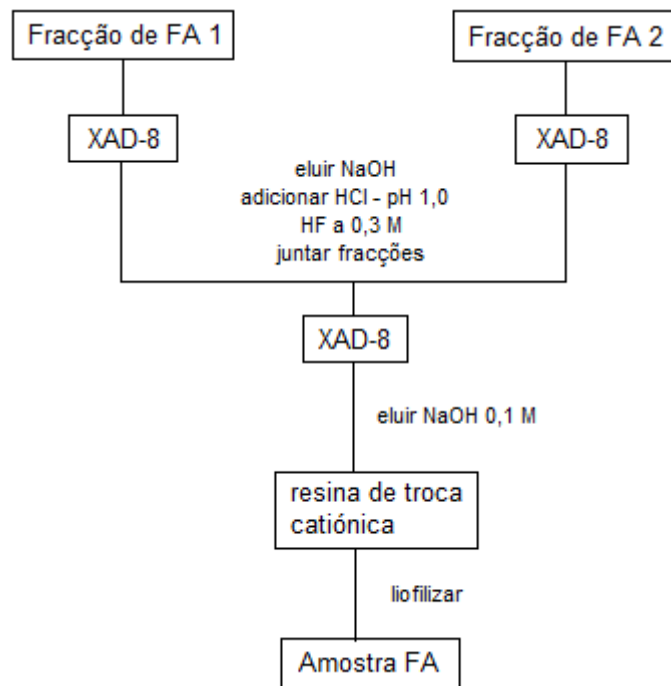 Fracção de FA 1
Fracção de FA 2
XAD-8
XAD-8
eluir NaOH
adicionar HCl - pH 1,0
HF a 0,3 M
juntar fracções
XAD-8
eluir NaOH 0,1 M
resina de troca
catiónica
liofilizar
Amostra FA